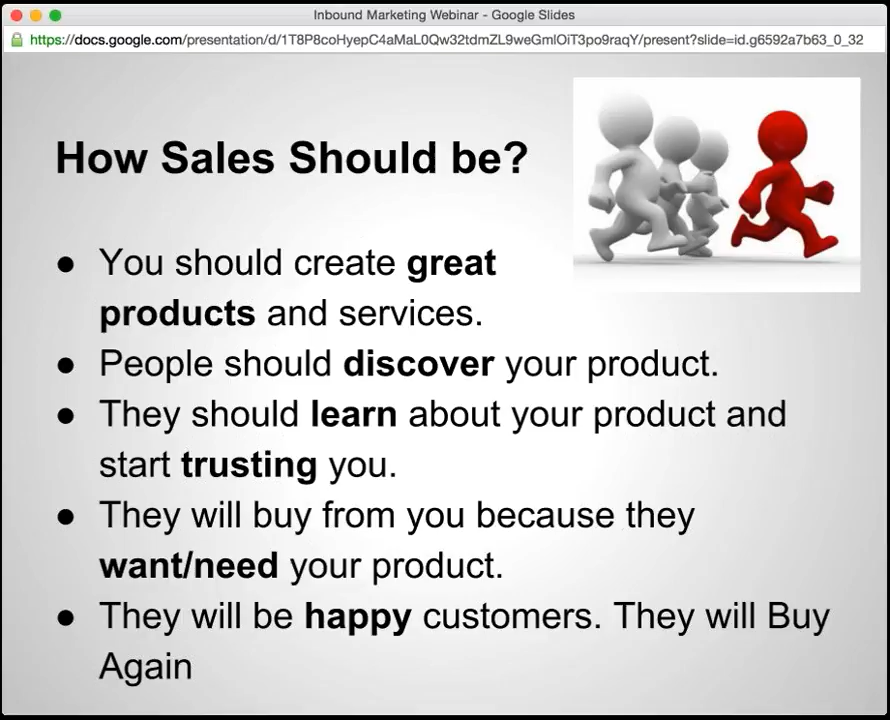 Inbound Marketing Webinar - Google Slides
https://docs.google.com/presentation/d/1T8P8coHyepC4aMaL0Qw32tdmZL9weGmlOiT3po9raqY/present?slide=id.g6592a7b63_0_32
How Sales Should be?
● You should create great
products and services.
● People should discover your product.
● They should learn about your product and
start trusting you.
● They will buy from you because they
want/need your product.
● They will be happy customers. They will Buy
Again